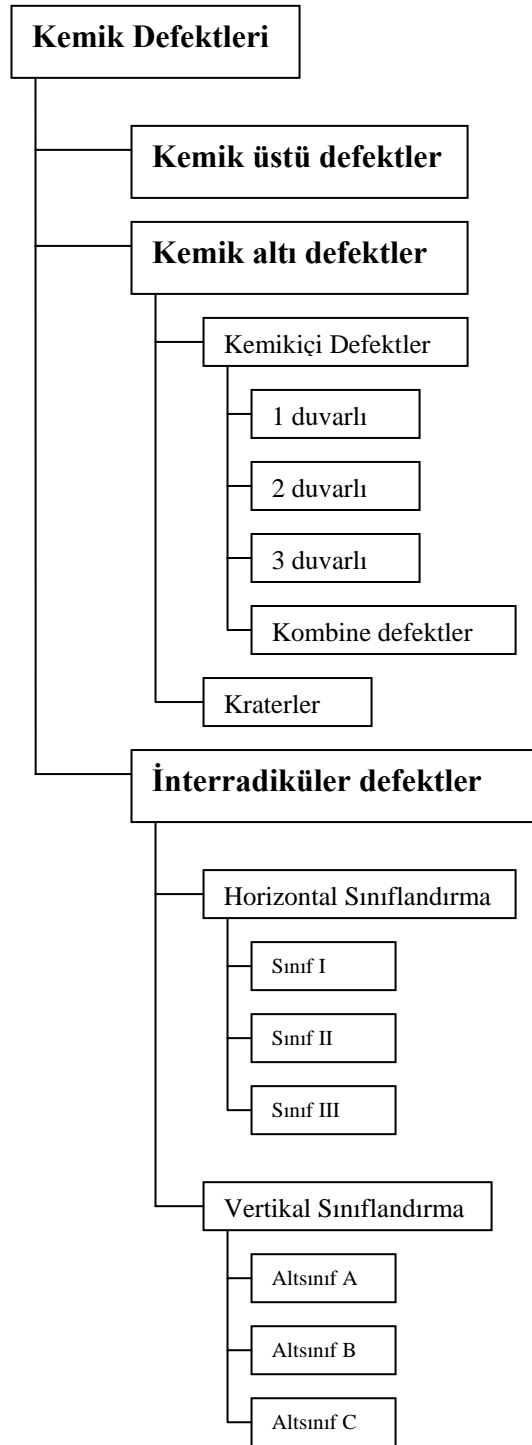 Kemik Defektleri
Kemik üstü defektler
Kemik altı defektler
Kemikiçi Defektler
1 duvarlı
2 duvarlı
3 duvarlı
Kombine defektler
Kraterler
İnterradiküler defektler
Horizontal Sınıflandırma
Sınıf I
Sınıf II
Sınıf III
Vertikal Sınıflandırma
Altsınıf A
Altsınıf B
Altsınıf C